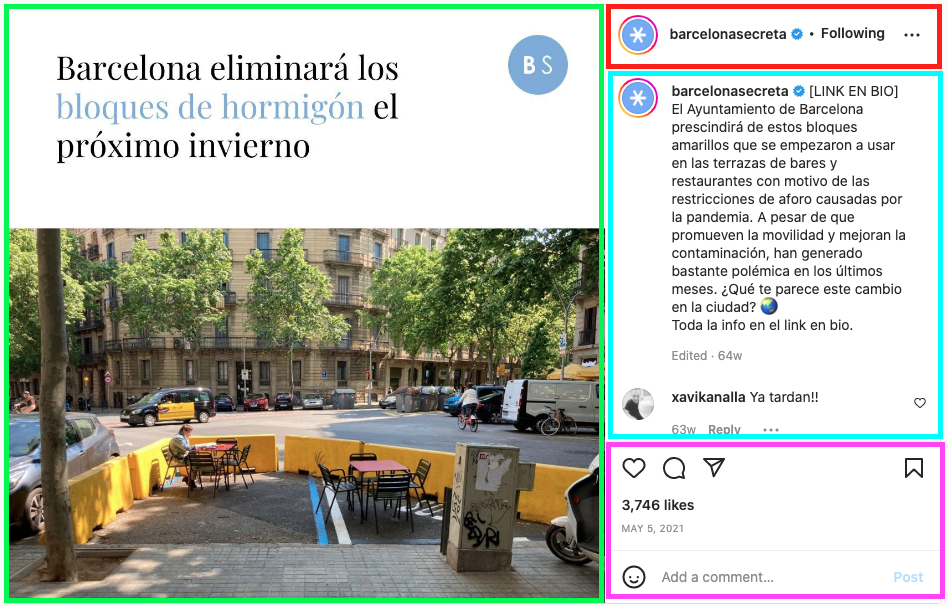 Barcelona eliminará los
bloques de hormigón el
próximo invierno
BS
barcelonasecreta • Following
barcelonasecreta [LINK EN BIO]
El Ayuntamiento de Barcelona
prescindirá de estos bloques
amarillos que se empezaron a usar
en las terrazas de bares y
restaurantes con motivo de las
restricciones de aforo causadas por
la pandemia. A pesar de que
promueven la movilidad y mejoran la
contaminación, han generado
bastante polémica en los últimos
meses. ¿Qué te parece este cambio
en la ciudad? 🌏
Toda la info en el link en bio.
Edited · 64w
xavikanalla Ya tardan!!
63w Reply
3,746 likes
MAY 5, 2021
Add a comment...
Post